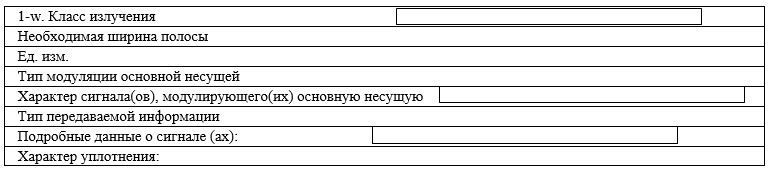 1-w. Класс излучения
Необходимая ширина полосы
Ед. изм.
Тип модуляции основной несущей
Характер сигнала(ов), модулирующего(их) основную несущую
Тип передаваемой информации
Подробные данные о сигнале (ах):
Характер уплотнения: